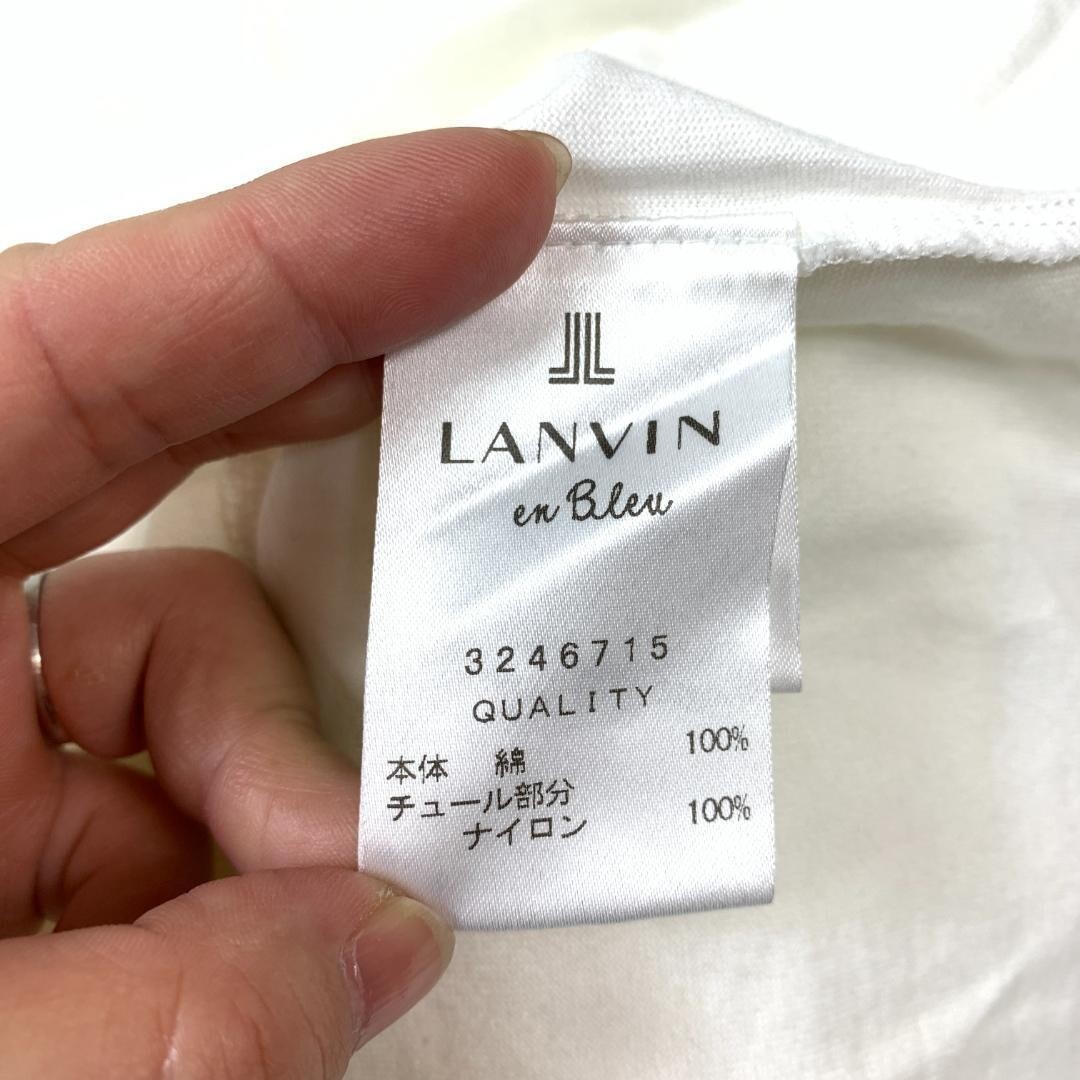 LANVIN
en Bleu
3246715
QUALITY
本体 綿 100%
チュール部分
ナイロン 100%